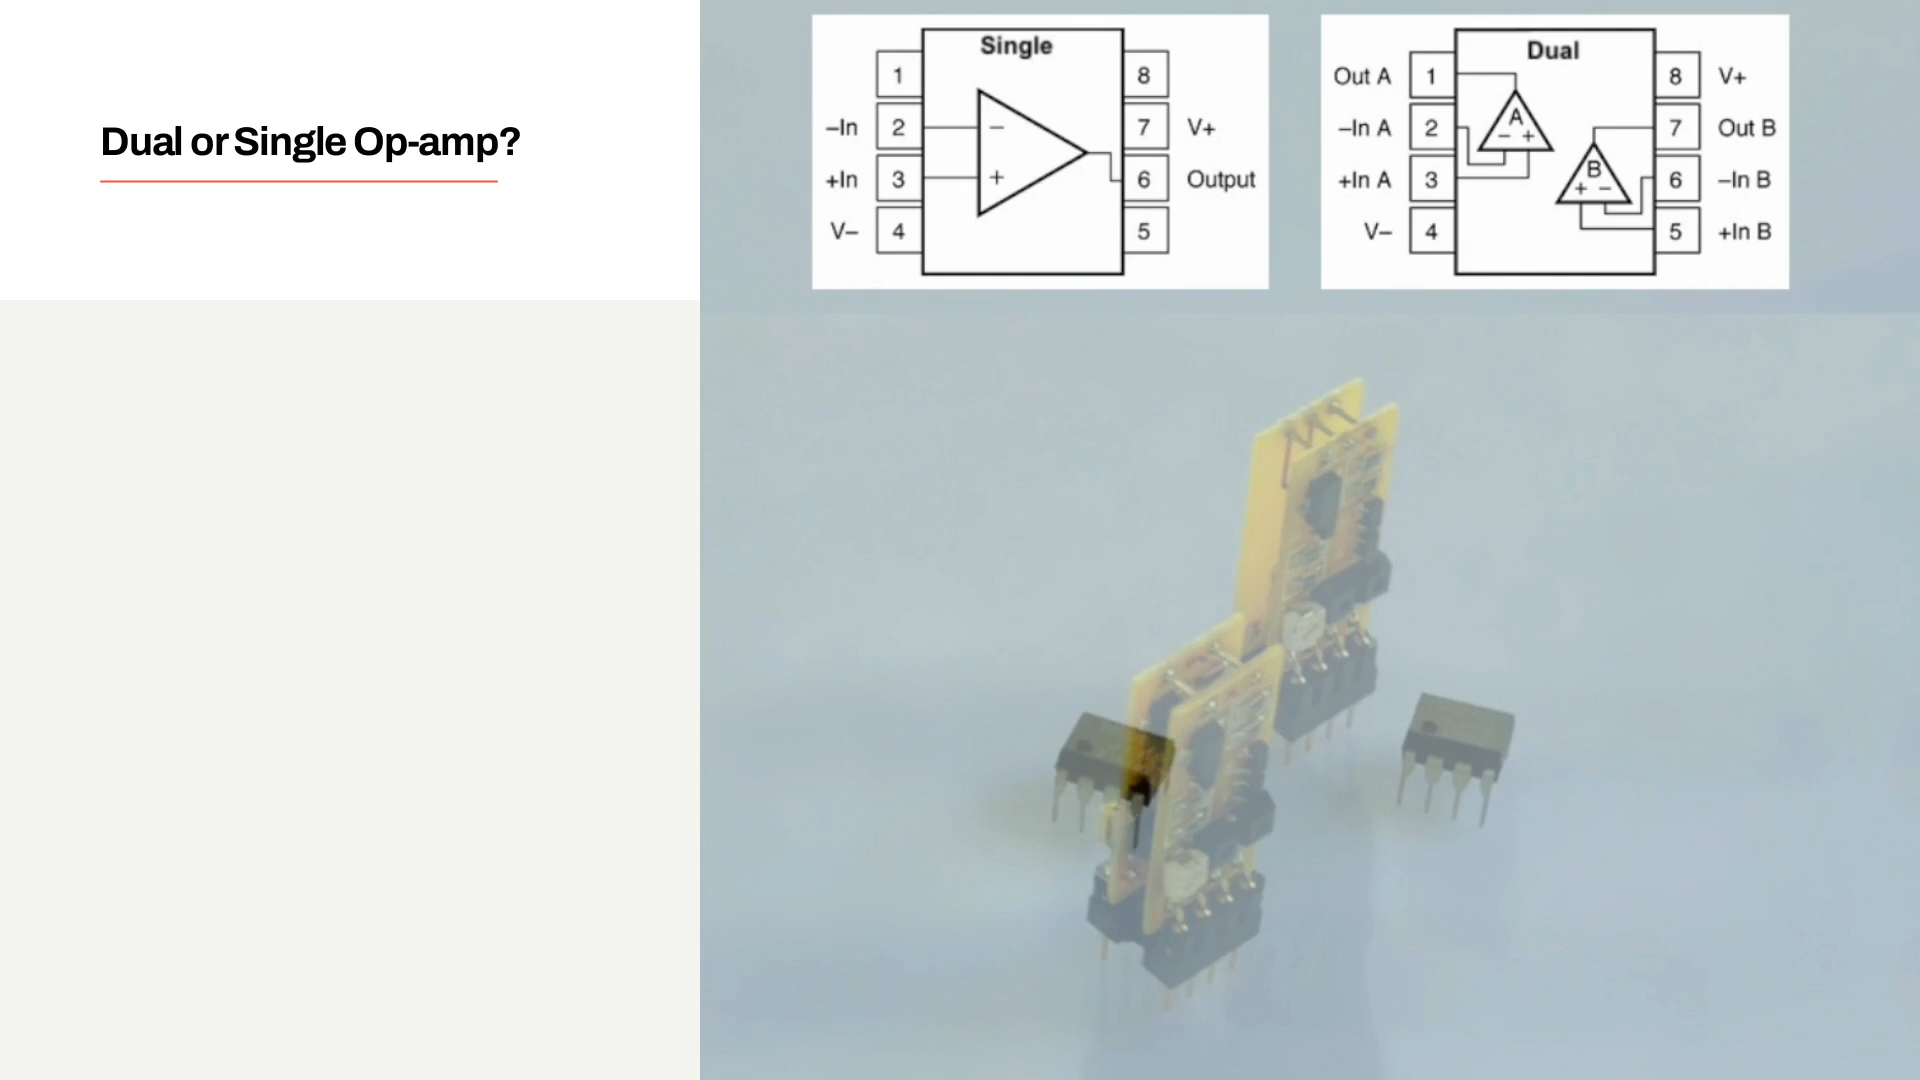 Dual or Single Op-amp?
Single
1
8
–In
2
–
7
V+
+In
3
+
6
Output
V–
4
5
Dual
Out A
1
8
V+
–In A
2
A
– +
7
Out B
+In A
3
B
+ –
6
–In B
V–
4
5
+In B